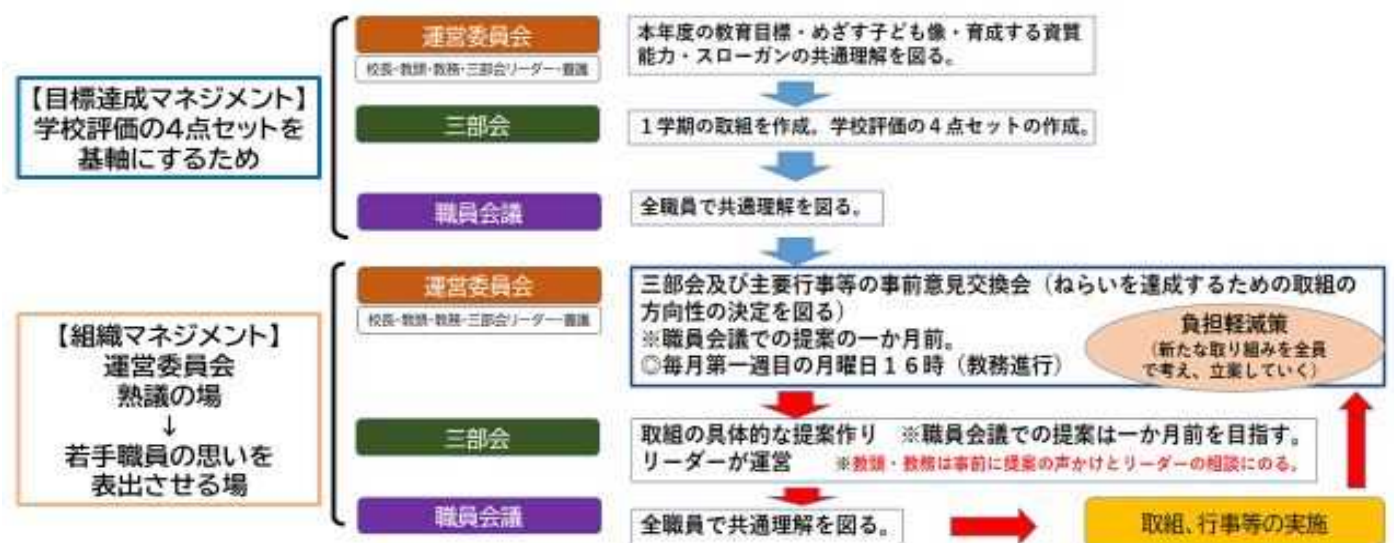 運営委員会
校長・教頭・教務・三部会リーダー・養護
本年度の教育目標・めざす子ども像・育成する資質
能力・スローガンの共通理解を図る。
【目標達成マネジメント】
学校評価の4点セットを
基軸にするため
三部会
1学期の取組を作成。学校評価の4点セットの作成。
職員会議
全職員で共通理解を図る。
運営委員会
校長・教頭・教務・三部会リーダー・養護
三部会及び主要行事等の事前意見交換会（ねらいを達成するための取組の
方向性の決定を図る）
※職員会議での提案の一か月前。
◎毎月第一週目の月曜日16時（教務進行）
負担軽減策
（新たな取り組みを全員
で考え、立案していく）
【組織マネジメント】
運営委員会
熟議の場
↓
若手職員の思いを
表出させる場
三部会
取組の具体的な提案作り　※職員会議での提案は一か月前を目指す。
リーダーが運営　※教頭・教務は事前に提案の声かけとリーダーの相談にのる。
職員会議
全職員で共通理解を図る。
取組、行事等の実施